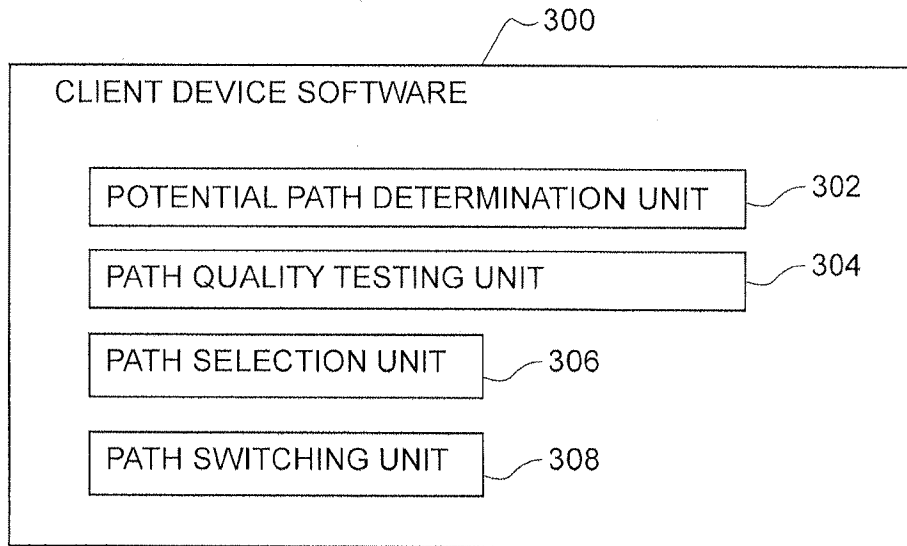 300
CLIENT DEVICE SOFTWARE
POTENTIAL PATH DETERMINATION UNIT
302
PATH QUALITY TESTING UNIT
304
PATH SELECTION UNIT
306
PATH SWITCHING UNIT
308